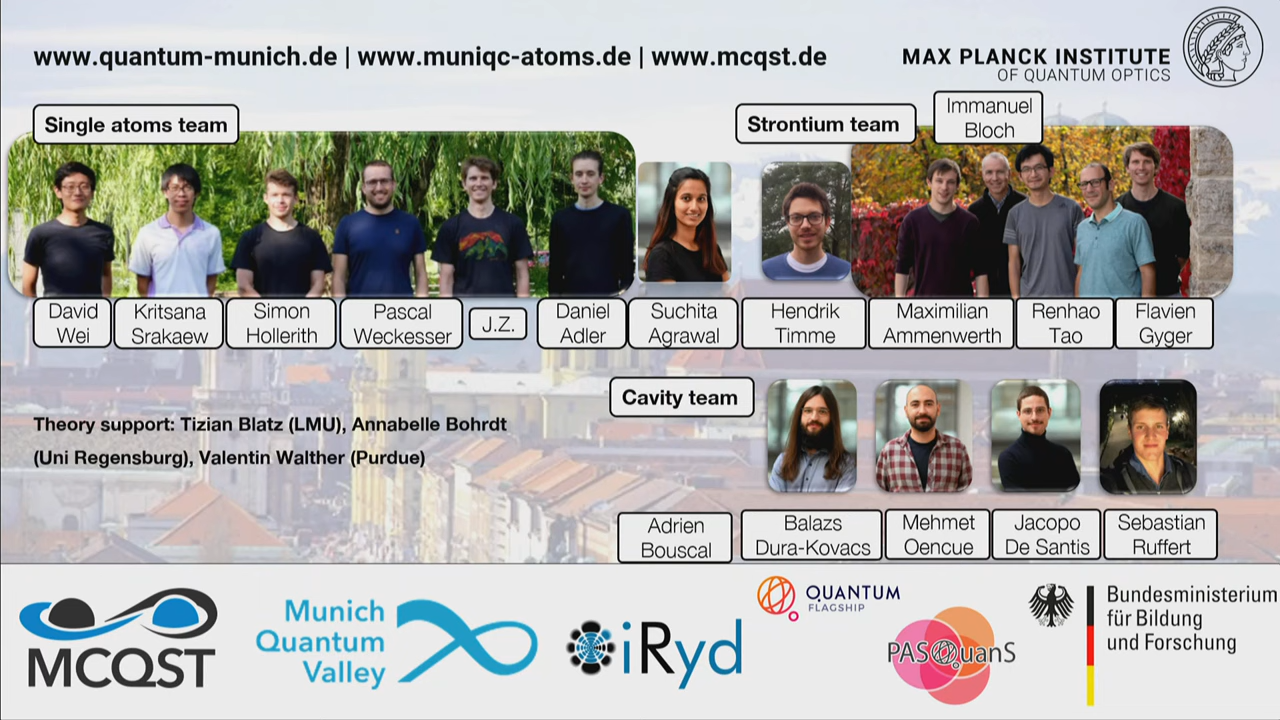 www.quantum-munich.de | www.muniqc-atoms.de | www.mcqst.de
MAX PLANCK INSTITUTE
OF QUANTUM OPTICS
Single atoms team
Strontium team
Immanuel
Bloch
David
Wei
Kritsana
Srakaew
Simon
Hollerith
Pascal
Weckesser
J.Z.
Daniel
Adler
Suchita
Agrawal
Hendrik
Timme
Maximilian
Ammenwerth
Renhao
Tao
Flavien
Gyger
Cavity team
Theory support: Tizian Blatz (LMU), Annabelle Bohrdt
(Uni Regensburg), Valentin Walther (Purdue)
Adrien
Bouscal
Balazs
Dura-Kovacs
Mehmet
Oencue
Jacopo
De Santis
Sebastian
Ruffert
MCQST
Munich
Quantum
Valley
iRyd
QUANTUM
FLAGSHIP
PASQuanS
Bundesministerium
für Bildung
und Forschung